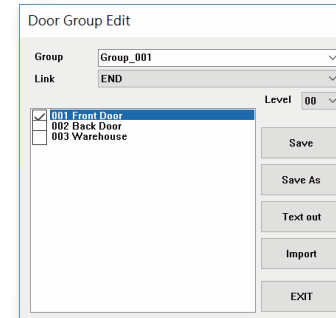 Door Group Edit
Group Group_001
Link END
Level 00
001 Front Door
002 Back Door
003 Warehouse
Save
Save As
Text out
Import
EXIT